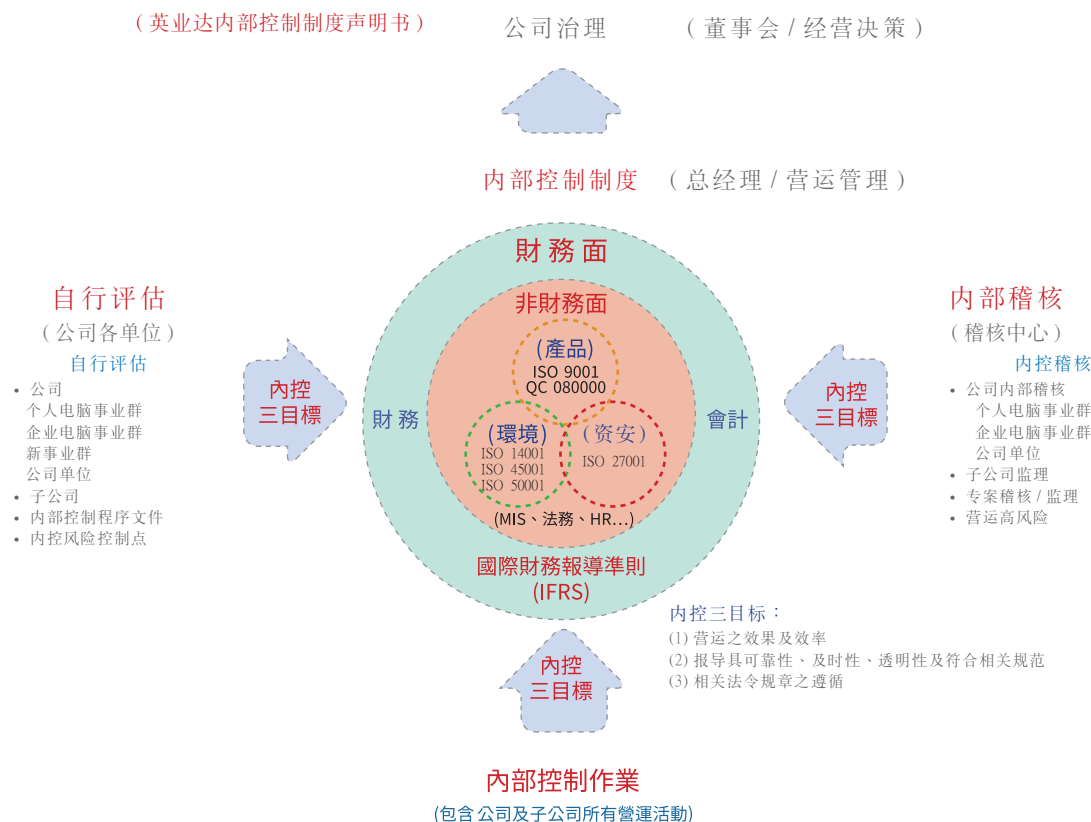 (英业达内部控制制度声明书) 公司治理 (董事会 / 经营决策)
内部控制制度 (总经理 / 营运管理)
財務面
非財務面
(產品)
ISO 9001
QC 080000
財務
會計
(環境)
ISO 14001
ISO 45001
ISO 50001
(资安)
ISO 27001
(MIS、法務、HR...)
國際財務報導準則
(IFRS)
自行评估
(公司各单位)
自行评估
• 公司
个人电脑事业群
企业电脑事业群
新事业群
公司单位
• 子公司
• 内部控制程序文件
• 内控风险控制点
內控
三目標
内部稽核
(稽核中心)
内控稽核
• 公司内部稽核
个人电脑事业群
企业电脑事业群
公司单位
• 子公司监理
• 专案稽核 / 监理
• 营运高风险
內控
三目標
内控三目标：
(1) 营运之效果及效率
(2) 报导具可靠性、及时性、透明性及符合相关规范
(3) 相关法令规章之遵循
內控
三目標
內部控制作業
(包含公司及子公司所有營運活動)